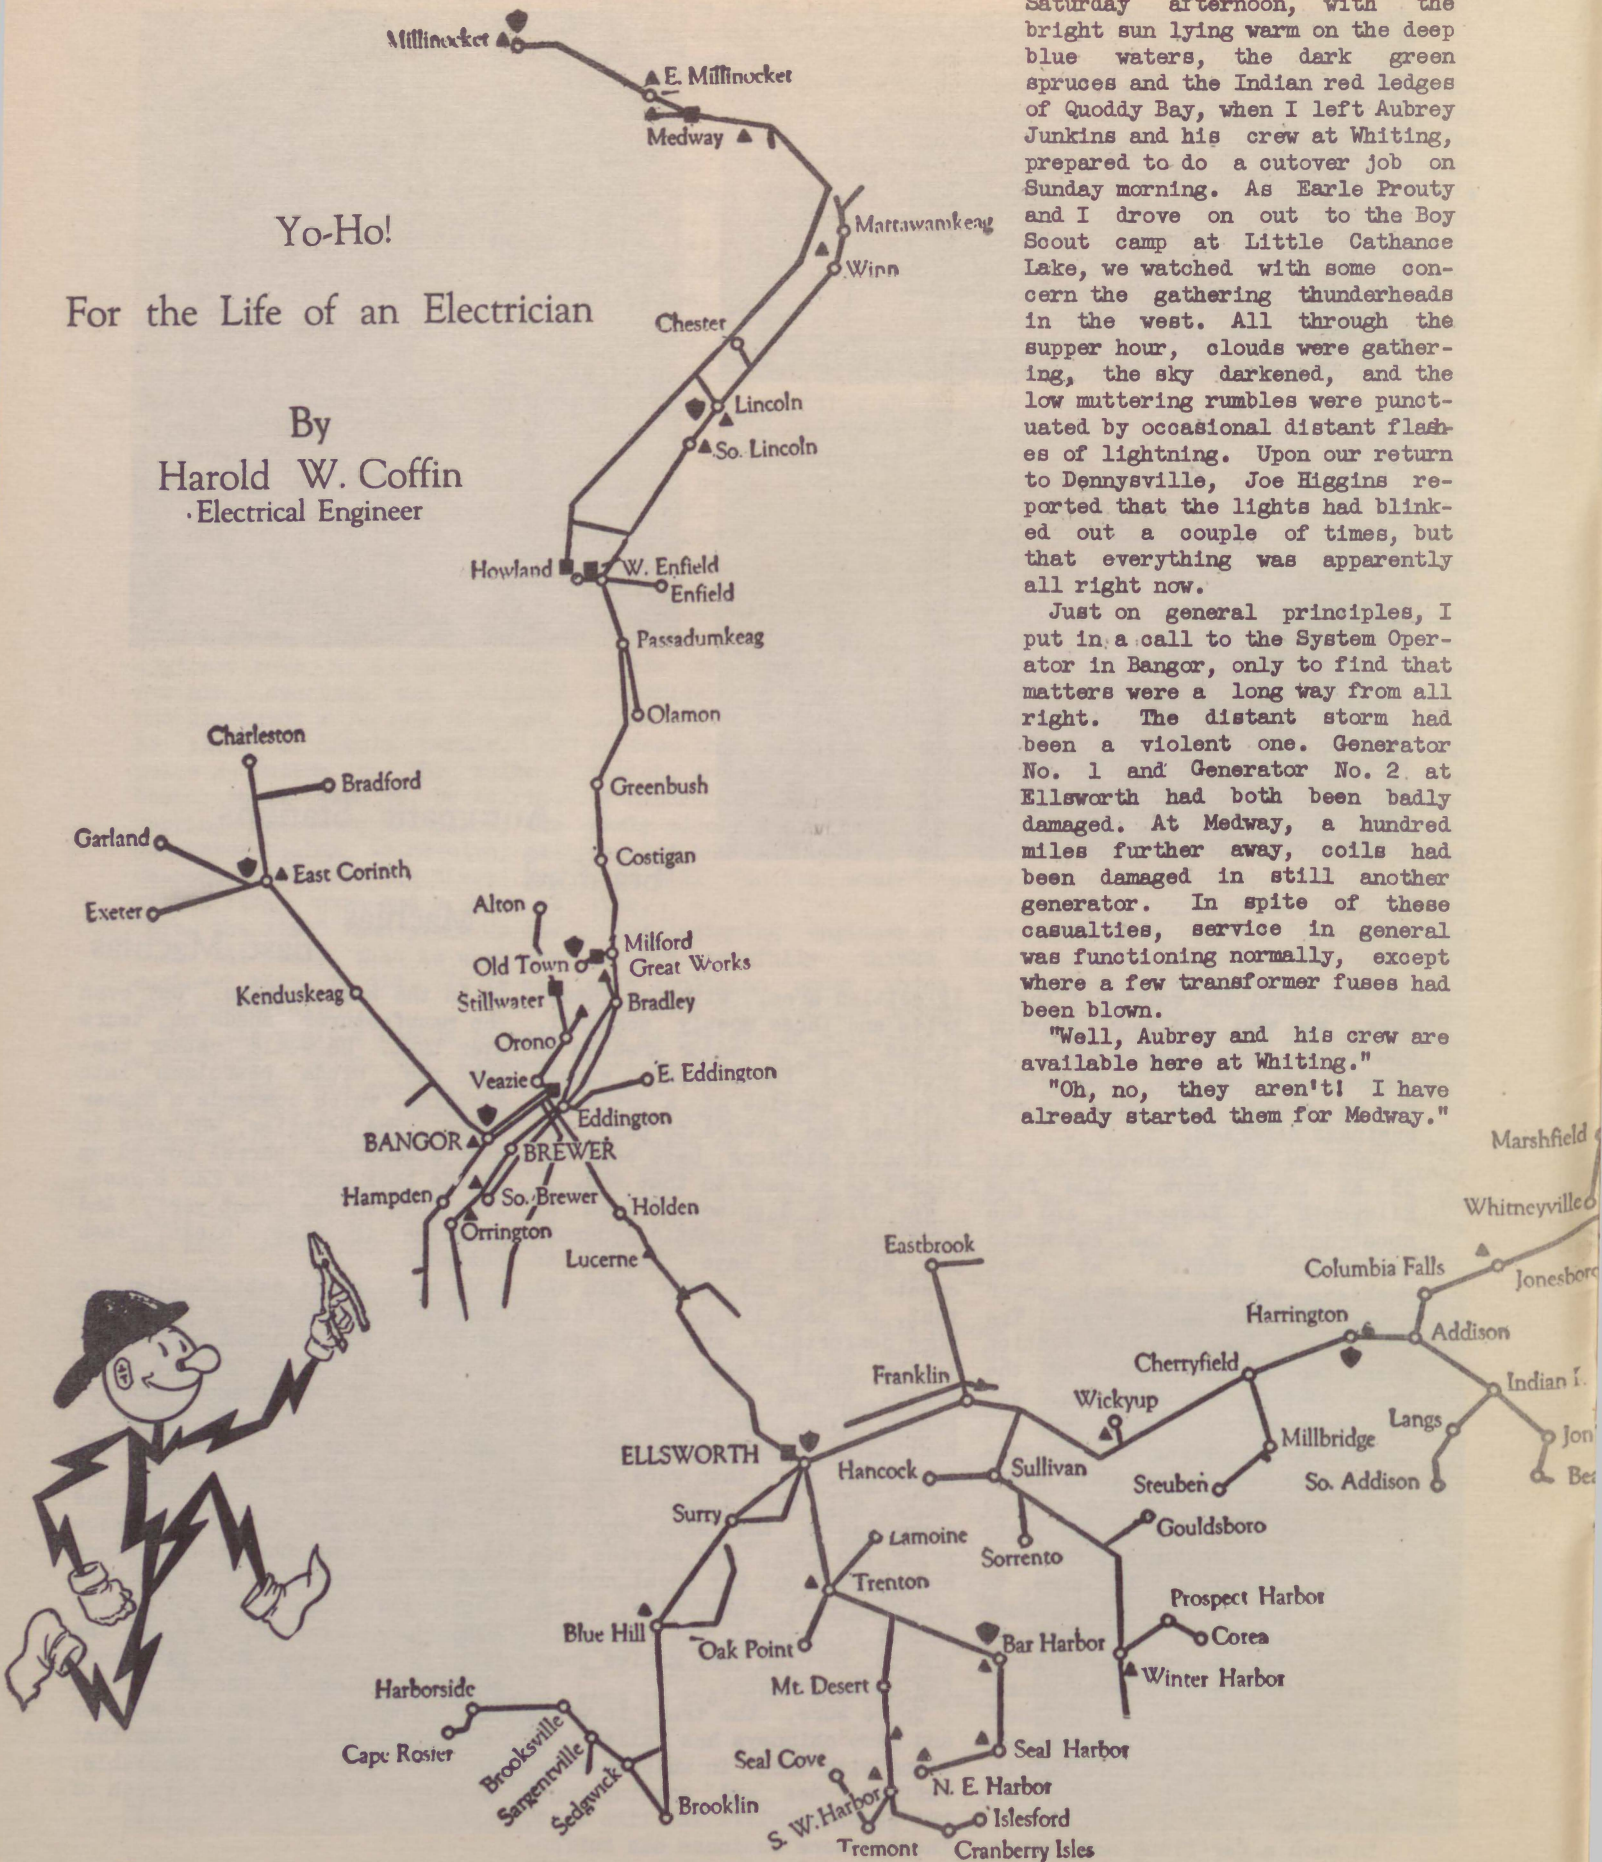 Yo-Ho!
For the Life of an Electrician
By
Harold W. Coffin
Electrical Engineer
Saturday afternoon, with the
bright sun lying warm on the deep
blue waters, the dark green
spruces and the Indian red ledges
of Quoddy Bay, when I left Aubrey
Junkins and his crew at Whiting,
prepared to do a cutover job on
Sunday morning. As Earle Prouty
and I drove on out to the Boy
Scout camp at Little Cathance
Lake, we watched with some con-
cern the gathering thunderheads
in the west. All through the
supper hour, clouds were gather-
ing, the sky darkened, and the
low muttering rumbles were punct-
uated by occasional distant flash-
es of lightning. Upon our return
to Dennysville, Joe Higgins re-
ported that the lights had blink-
ed out a couple of times, but
that everything was apparently
all right now.
Just on general principles, I
put in a call to the System Oper-
ator in Bangor, only to find that
matters were a long way from all
right. The distant storm had
been a violent one. Generator
No. 1 and Generator No. 2 at
Ellsworth had both been badly
damaged. At Medway, a hundred
miles further away, coils had
been damaged in still another
generator. In spite of these
casualties, service in general
was functioning normally, except
where a few transformer fuses had
been blown.
"Well, Aubrey and his crew are
available here at Whiting."
"Oh, no, they aren't! I have
already started them for Medway."
Millinocket
E. Millinocket
Medway
Mattawamkeag
Winn
Chester
Lincoln
So. Lincoln
Howland
W. Enfield
Enfield
Passadumkeag
Olamon
Charleston
Bradford
Greenbush
Garland
Costigan
East Corinth
Exeter
Alton
Milford
Old Town
Great Works
Kenduskeag
Stillwater
Bradley
Orono
Veazie
E. Eddington
Eddington
BANGOR
BREWER
Hampden
So. Brewer
Holden
Orrington
Lucerne
Marshfield
Whitneyville
Eastbrook
Columbia Falls
Jonesboro
Harrington
Addison
Franklin
Cherryfield
Indian
Wickyup
Langs
Jon
ELLSWORTH
Millbridge
Hancock
Sullivan
Steuben
So. Addison
Bea
Surry
Gouldsboro
Lamoine
Sorrento
Trenton
Prospect Harbor
Blue Hill
Oak Point
Bar Harbor
Corea
Winter Harbor
Mt. Desert
Harborside
Cape Rosier
Brooksville
Sargentville
Sedgwick
Seal Cove
Seal Harbor
N. E. Harbor
Brooklin
S. W. Harbor
Islesford
Tremont
Cranberry Isles